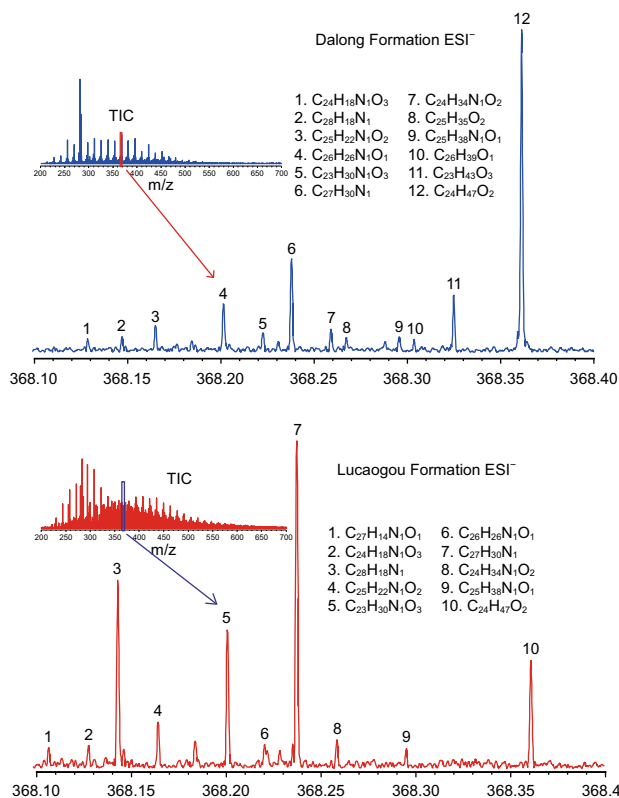 Dalong Formation ESI⁻
12
TIC
200 250 300 350 400 450 500 550 600 650 700
m/z
1. C₂₄H₁₈N₁O₃ 7. C₂₄H₃₄N₁O₂
2. C₂₈H₁₈N₁ 8. C₂₅H₃₅O₂
3. C₂₅H₂₂N₁O₂ 9. C₂₅H₃₈N₁O₁
4. C₂₆H₂₆N₁O₁ 10. C₂₆H₃₉O₁
5. C₂₃H₃₀N₁O₃ 11. C₂₃H₄₃O₃
6. C₂₇H₃₀N₁ 12. C₂₄H₄₇O₂
1 2 3 4 5 6 7 8 9 10 11
368.10 368.15 368.20 368.25 368.30 368.35 368.40
7
Lucaogou Formation ESI⁻
TIC
200 250 300 350 400 450 500 550 600 650 700
m/z
1. C₂₇H₁₄N₁O₁ 6. C₂₆H₂₆N₁O₁
2. C₂₄H₁₈N₁O₃ 7. C₂₇H₃₀N₁
3. C₂₈H₁₈N₁ 8. C₂₄H₃₄N₁O₂
4. C₂₅H₂₂N₁O₂ 9. C₂₅H₃₈N₁O₁
5. C₂₃H₃₀N₁O₃ 10. C₂₄H₄₇O₂
1 2 3 4 5 6 8 9 10
368.10 368.15 368.20 368.25 368.30 368.35 368.4